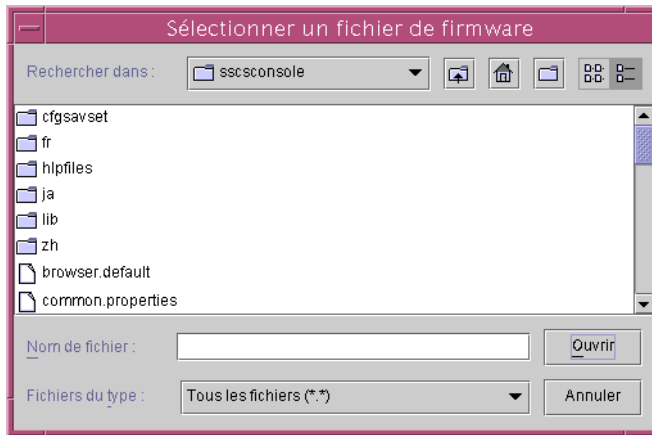 Sélectionner un fichier de firmware
Rechercher dans :
sscsconsole
cfgsavset
fr
hlpfiles
ja
lib
zh
browser.default
common.properties
Nom de fichier :
Ouvrir
Fichiers du type :
Tous les fichiers (*.*)
Annuler